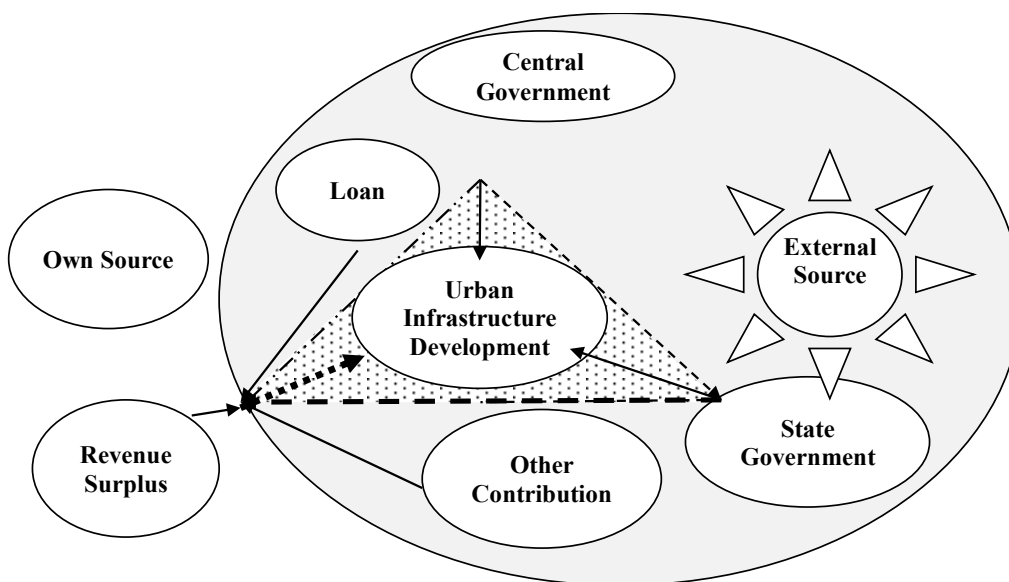 Central
Government
Loan
Own Source
External
Source
Urban
Infrastructure
Development
Revenue
Surplus
Other
Contribution
State
Government